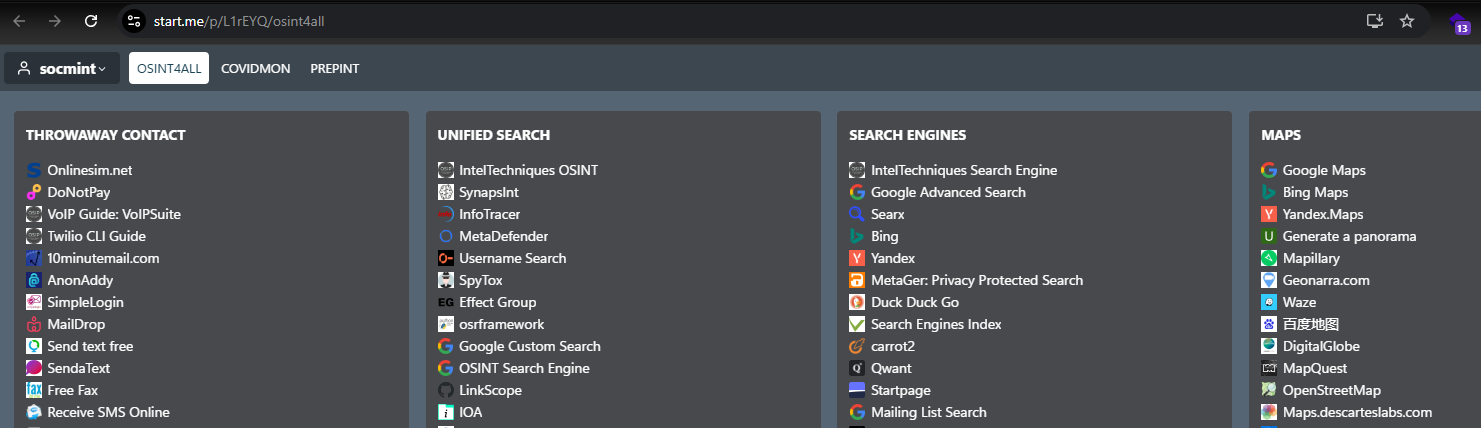 start.me/p/L1rEYQ/osint4all
13
socmint
OSINT4ALL
COVIDMON
PREPINT
THROWAWAY CONTACT
Onlinesim.net
DoNotPay
VoIP Guide: VoIPSuite
Twilio CLI Guide
10minutemail.com
AnonAddy
SimpleLogin
MailDrop
Send text free
SendaText
Free Fax
Receive SMS Online
UNIFIED SEARCH
IntelTechniques OSINT
SynapsInt
InfoTracer
MetaDefender
Username Search
SpyTox
EG Effect Group
osrframework
Google Custom Search
OSINT Search Engine
LinkScope
IOA
SEARCH ENGINES
IntelTechniques Search Engine
Google Advanced Search
Searx
Bing
Yandex
MetaGer: Privacy Protected Search
Duck Duck Go
Search Engines Index
carrot2
Qwant
Startpage
Mailing List Search
MAPS
Google Maps
Bing Maps
Yandex.Maps
Generate a panorama
Mapillary
Geonarra.com
Waze
百度地图
DigitalGlobe
MapQuest
OpenStreetMap
Maps.descarteslabs.com